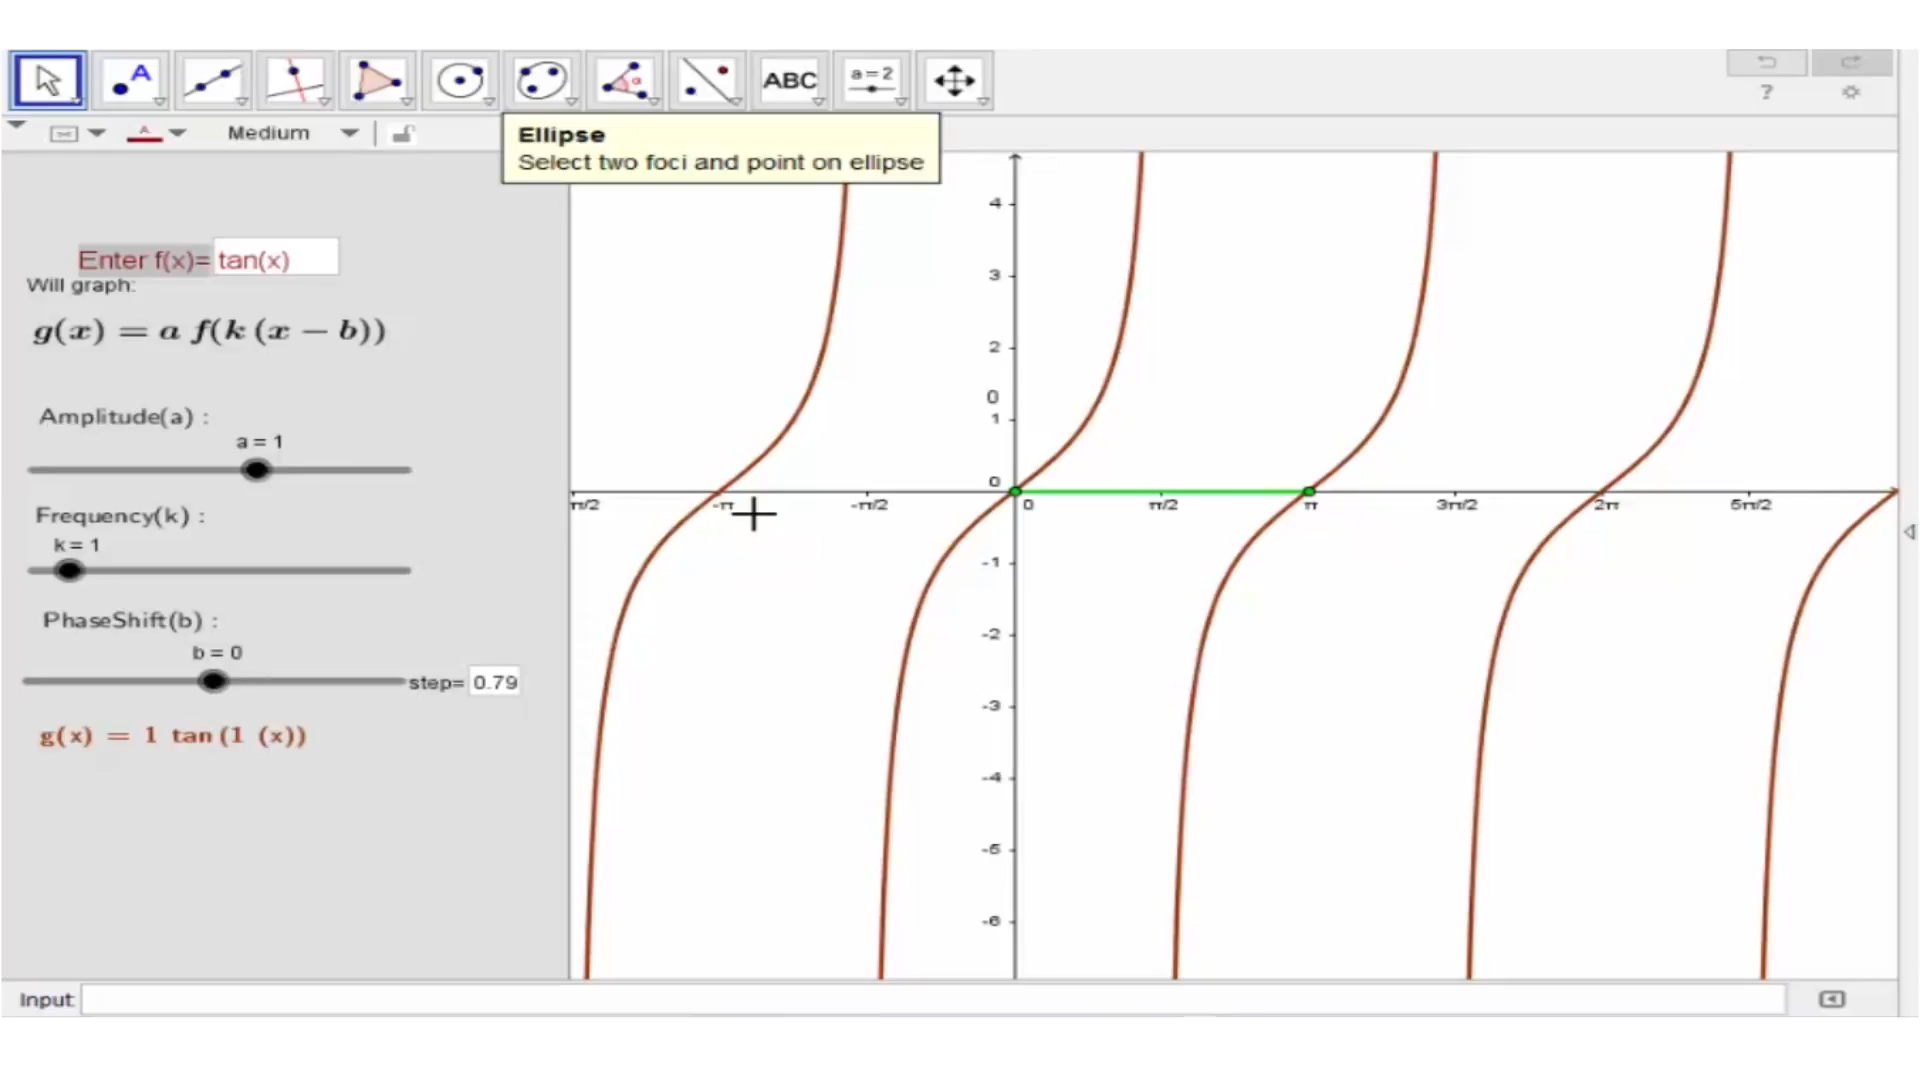 A
ABC
a = 2
?
A
Medium
Ellipse
Select two foci and point on ellipse
Enter f(x)= tan(x)
Will graph:
g(x) = a f(k (x − b))
Amplitude(a) :
a = 1
Frequency(k) :
k = 1
PhaseShift(b) :
b = 0
step= 0.79
g(x) = 1 tan (1 (x))
4
3
2
0
1
0
π/2 -π -π/2 0 π/2 π 3π/2 2π 5π/2
-1
-2
-3
-4
-5
-6
Input: